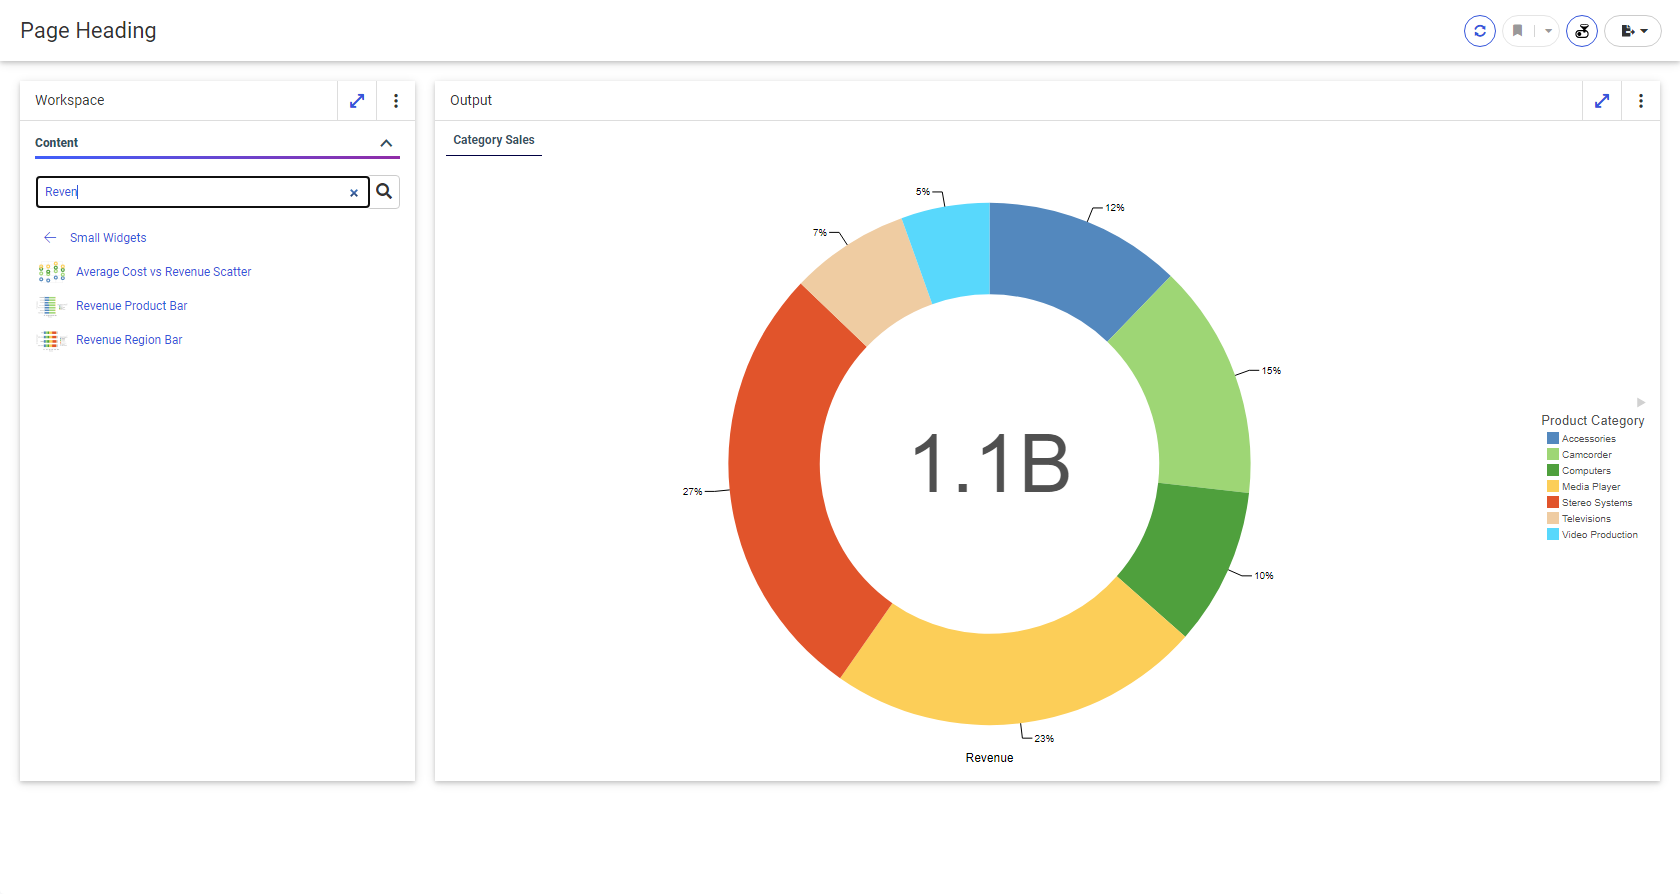 Page Heading
Workspace
Content
Reven
Small Widgets
Average Cost vs Revenue Scatter
Revenue Product Bar
Revenue Region Bar
Output
Category Sales
5%
12%
7%
15%
27%
1.1B
10%
23%
Revenue
Product Category
Accessories
Camcorder
Computers
Media Player
Stereo Systems
Televisions
Video Production